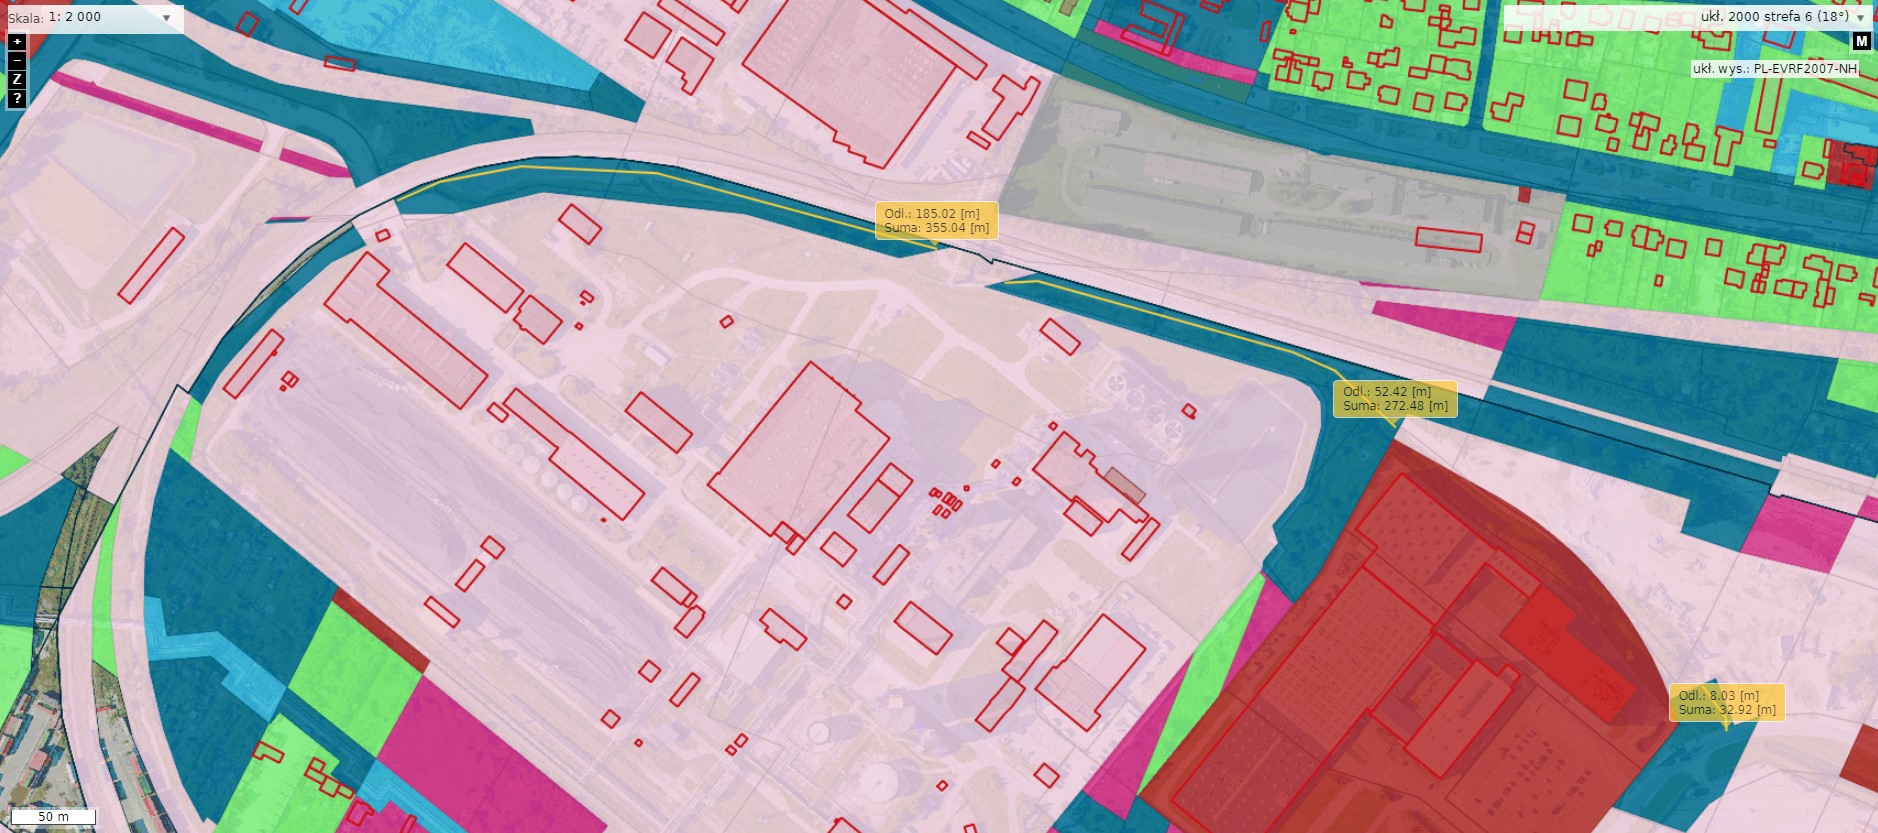 Skala: 1: 2 000
ukł. 2000 strefa 6 (18°)
+
M
−
ukł. wys.: PL-EVRF2007-NH
Z
?
Odl.: 185.02 [m]
Suma: 355.04 [m]
Odl.: 52.42 [m]
Suma: 272.48 [m]
Odl.: 8.03 [m]
Suma: 32.92 [m]
50 m